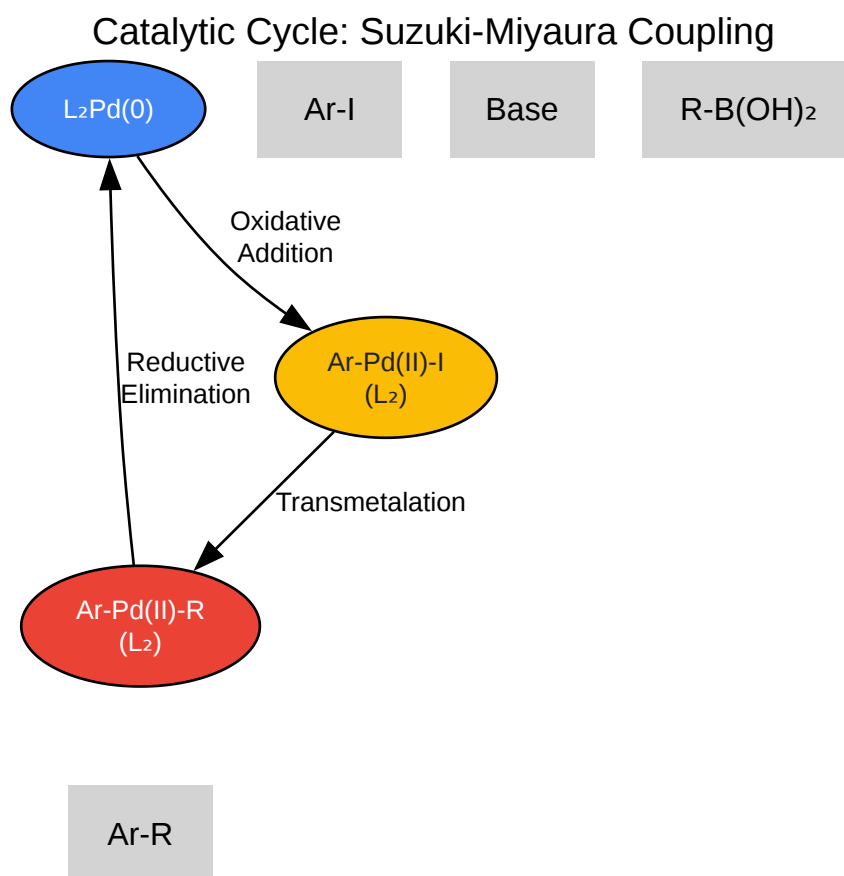 Catalytic Cycle: Suzuki-Miyaura Coupling
L₂Pd(0)
Ar-I
Base
R-B(OH)₂
Oxidative
Addition
Reductive
Elimination
Ar-Pd(II)-I
(L₂)
Transmetalation
Ar-Pd(II)-R
(L₂)
Ar-R